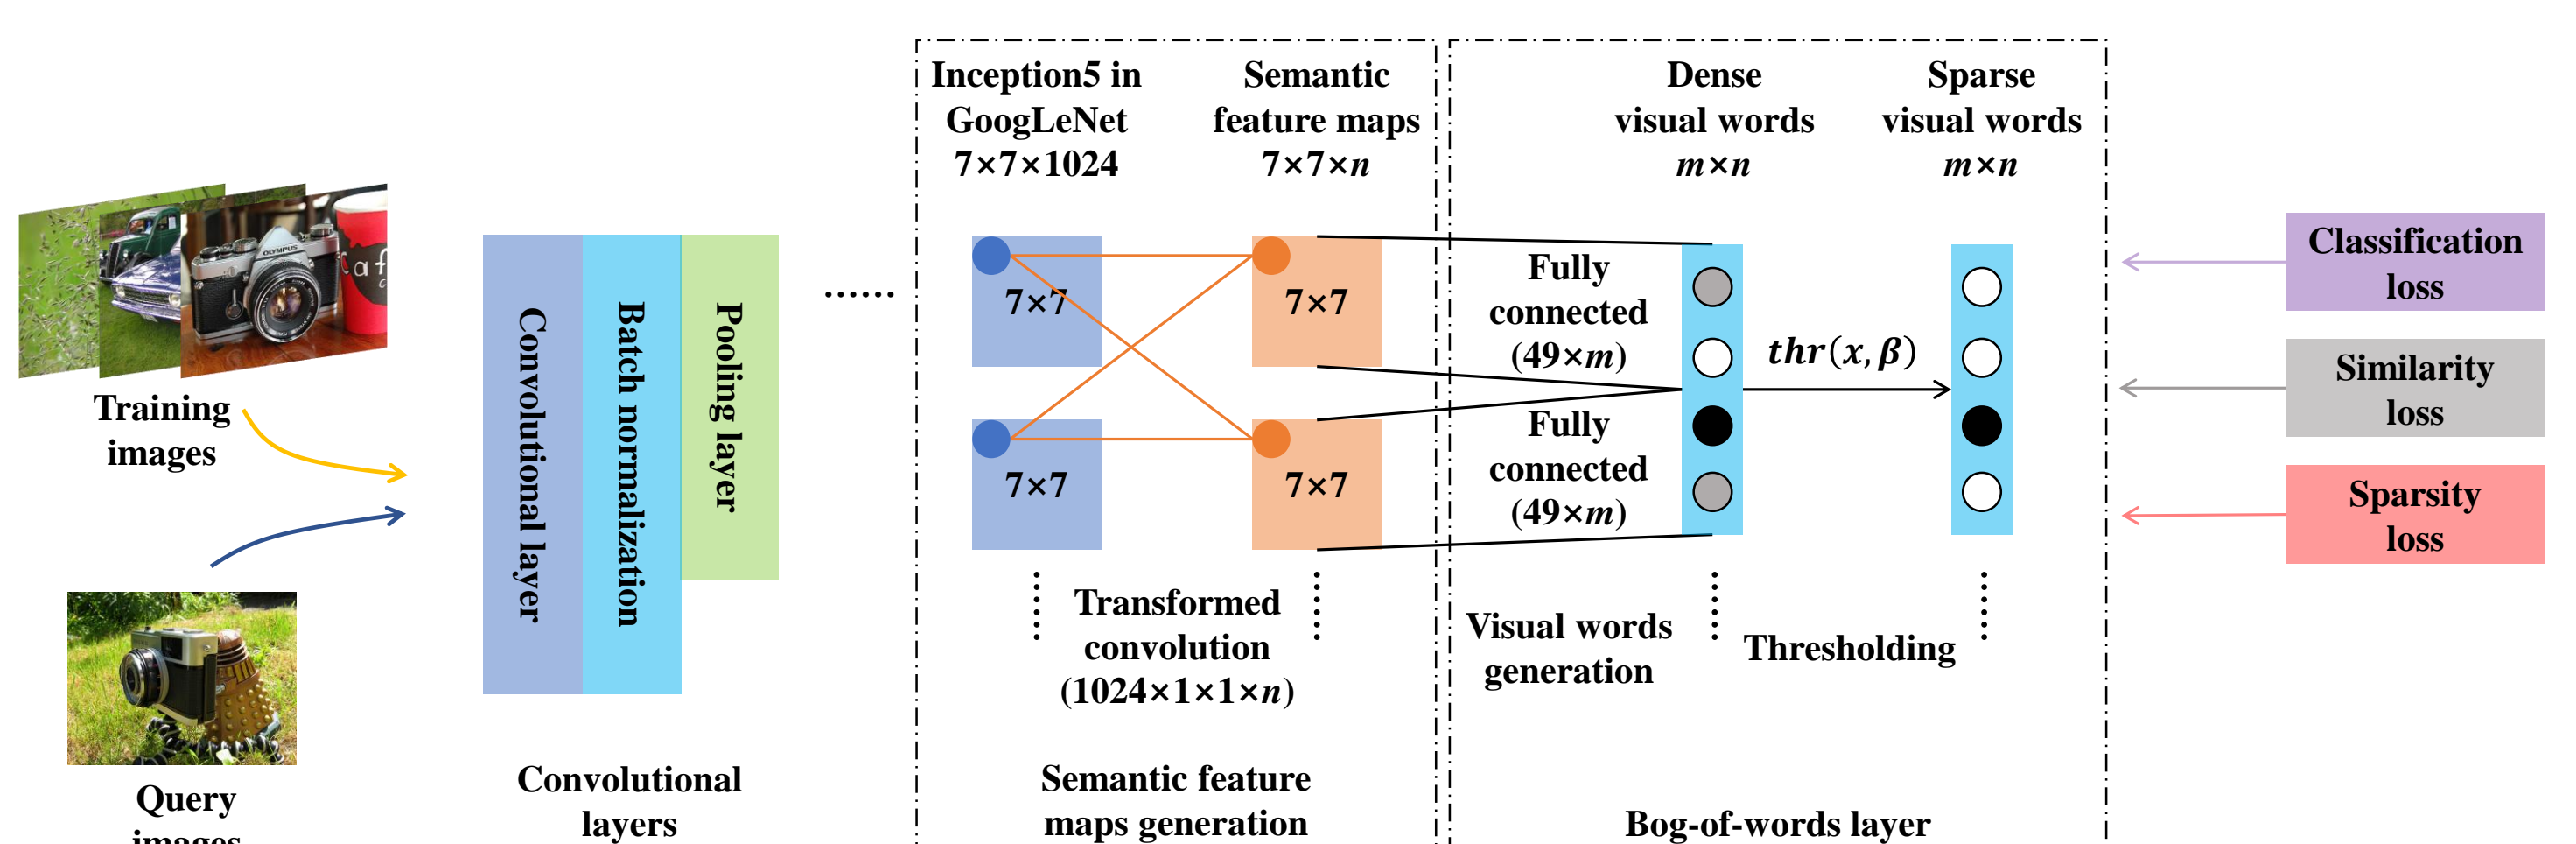 Training
images
Query
images
OLYMPUS
Caf
Convolutional layer
Batch normalization
Pooling layer
Convolutional
layers
......
Inception5 in
GoogLeNet
7×7×1024
Semantic
feature maps
7×7×n
7×7
7×7
7×7
7×7
Transformed
convolution
(1024×1×1×n)
Semantic feature
maps generation
Dense
visual words
m×n
Sparse
visual words
m×n
Fully
connected
(49×m)
Fully
connected
(49×m)
thr(x, β)
Visual words
generation
Thresholding
Bog-of-words layer
Classification
loss
Similarity
loss
Sparsity
loss